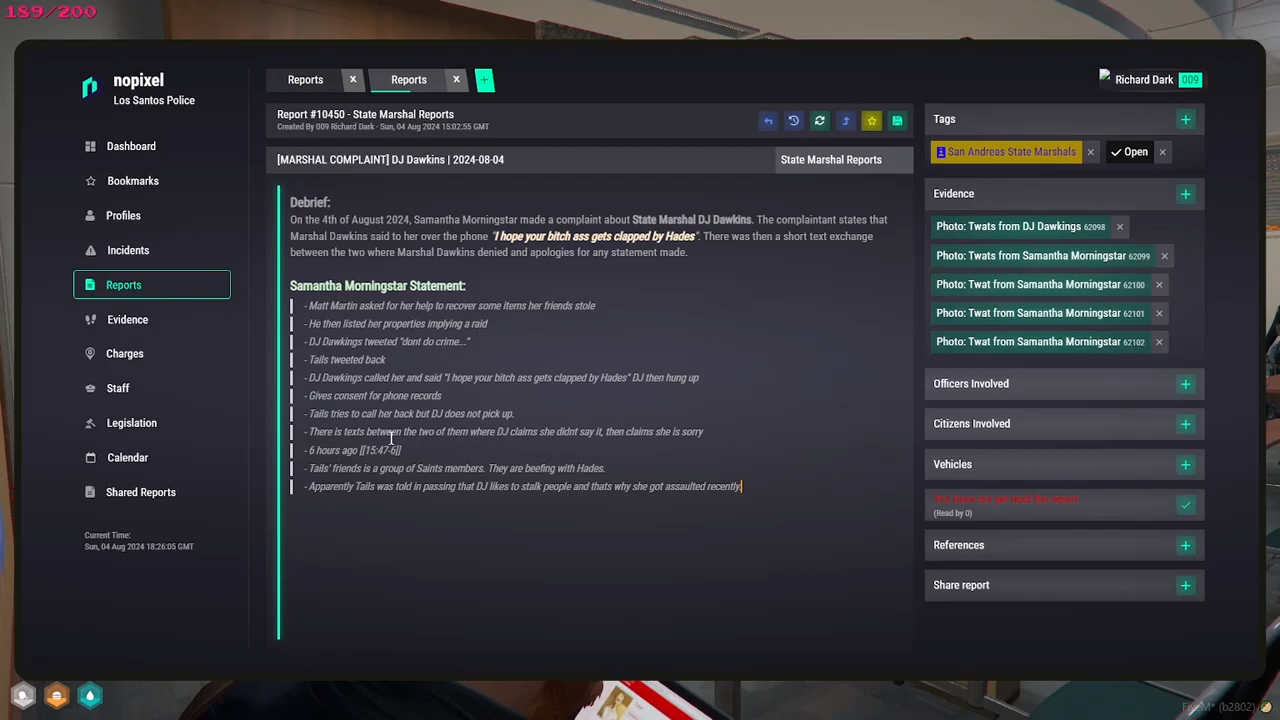 189/200
nopixel
Los Santos Police
Dashboard
Bookmarks
Profiles
Incidents
Reports
Evidence
Charges
Staff
Legislation
Calendar
Shared Reports
Current Time:
Sun, 04 Aug 2024 18:26:05 GMT
Reports x Reports x +
Richard Dark 009
Report #10450 - State Marshal Reports
Created By 009 Richard Dark · Sun, 04 Aug 2024 15:02:55 GMT
[MARSHAL COMPLAINT] DJ Dawkins | 2024-08-04
State Marshal Reports
Debrief:
On the 4th of August 2024, Samantha Morningstar made a complaint about State Marshal DJ Dawkins. The complainant states that
Marshal Dawkins said to her over the phone "I hope your bitch ass gets clapped by Hades". There was then a short text exchange
between the two where Marshal Dawkins denied and apologies for any statement made.
Samantha Morningstar Statement:
- Matt Martin asked for her help to recover some items her friends stole
- He then listed her properties implying a raid
- DJ Dawkings tweeted "dont do crime..."
- Tails tweeted back
- DJ Dawkings called her and said "I hope your bitch ass gets clapped by Hades" DJ then hung up
- Gives consent for phone records
- Tails tries to call her back but DJ does not pick up.
- There is texts between the two of them where DJ claims she didnt say it, then claims she is sorry
- 6 hours ago [[15:47-6]]
- Tails' friends is a group of Saints members. They are beefing with Hades.
- Apparently Tails was told in passing that DJ likes to stalk people and thats why she got assaulted recently.
Tags +
San Andreas State Marshals x Open x
Evidence +
Photo: Twats from DJ Dawkings 62098 x
Photo: Twats from Samantha Morningstar 62099 x
Photo: Twat from Samantha Morningstar 62100 x
Photo: Twat from Samantha Morningstar 62101 x
Photo: Twat from Samantha Morningstar 62102 x
Officers Involved +
Citizens Involved +
Vehicles +
(Read by 0)
References +
Share report +
FiveM* (b2802)